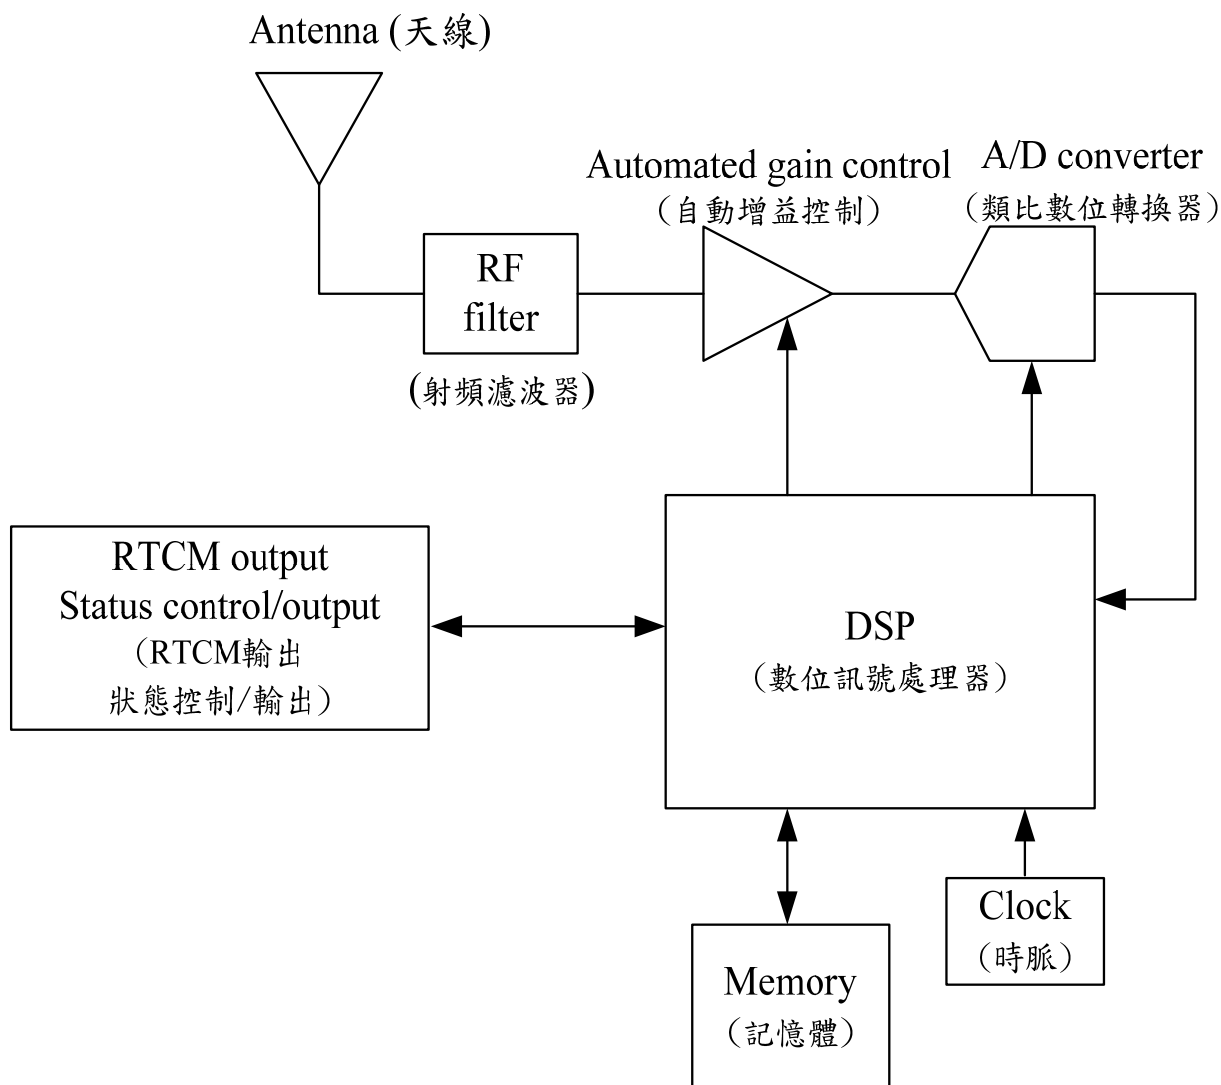 Antenna (天線)
Automated gain control
（自動增益控制）
A/D converter
（類比數位轉換器）
RF
filter
(射頻濾波器)
RTCM output
Status control/output
（RTCM輸出
狀態控制/輸出）
DSP
（數位訊號處理器）
Clock
（時脈）
Memory
（記憶體）